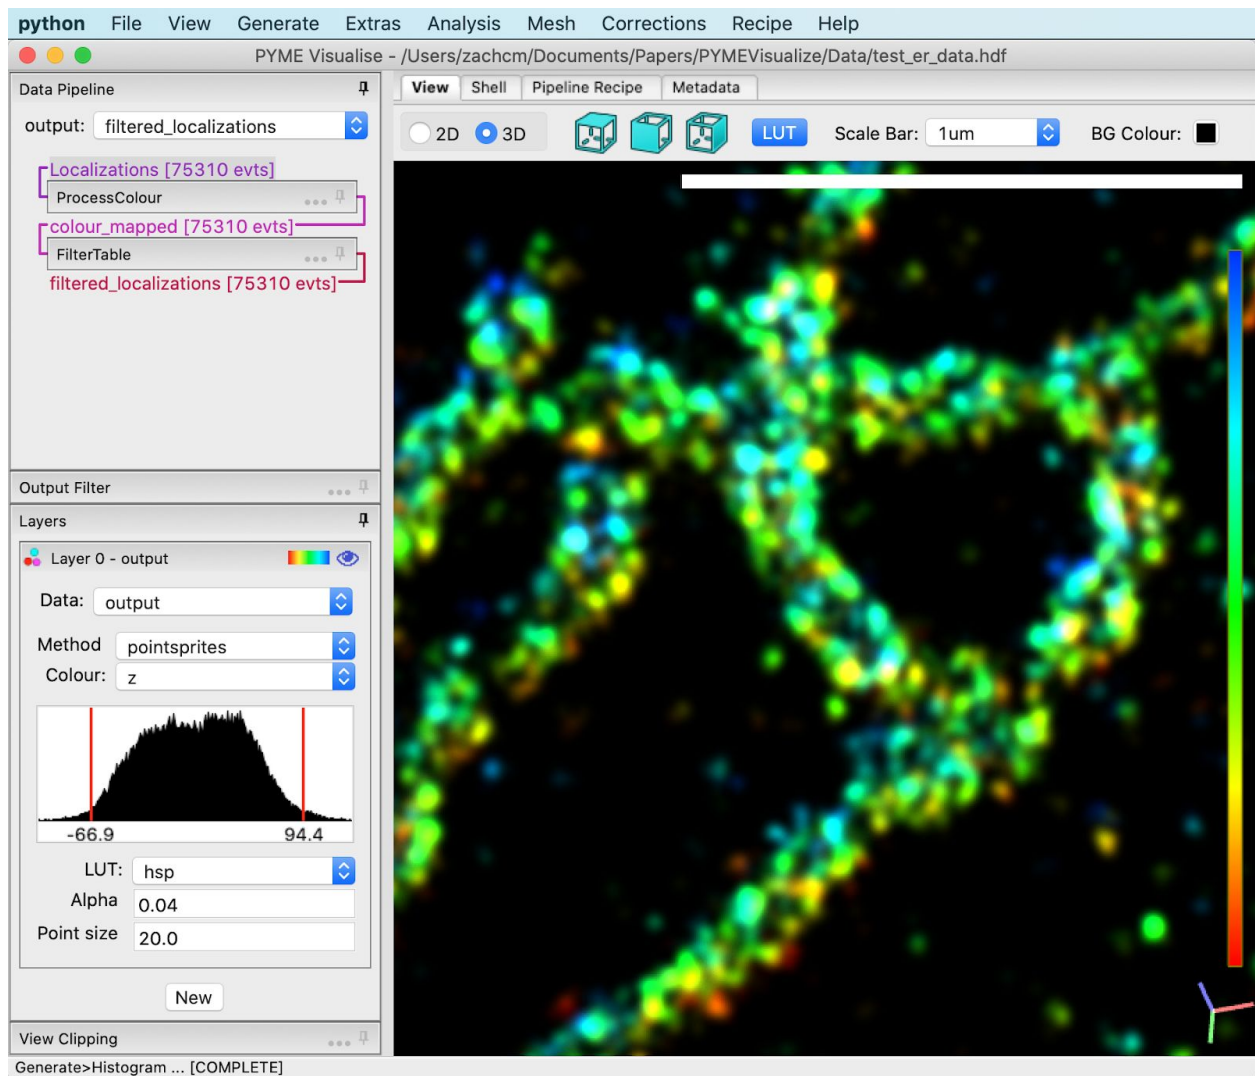 python File View Generate Extras Analysis Mesh Corrections Recipe Help
PYME Visualise - /Users/zachcm/Documents/Papers/PYMEVisualize/Data/test_er_data.hdf
Data Pipeline
output: filtered_localizations
Localizations [75310 evts]
ProcessColour
colour_mapped [75310 evts]
FilterTable
filtered_localizations [75310 evts]
Output Filter
Layers
Layer 0 - output
Data: output
Method pointsprites
Colour: z
-66.9 94.4
LUT: hsp
Alpha 0.04
Point size 20.0
New
View Clipping
Generate>Histogram ... [COMPLETE]
View Shell Pipeline Recipe Metadata
2D 3D LUT Scale Bar: 1um BG Colour: